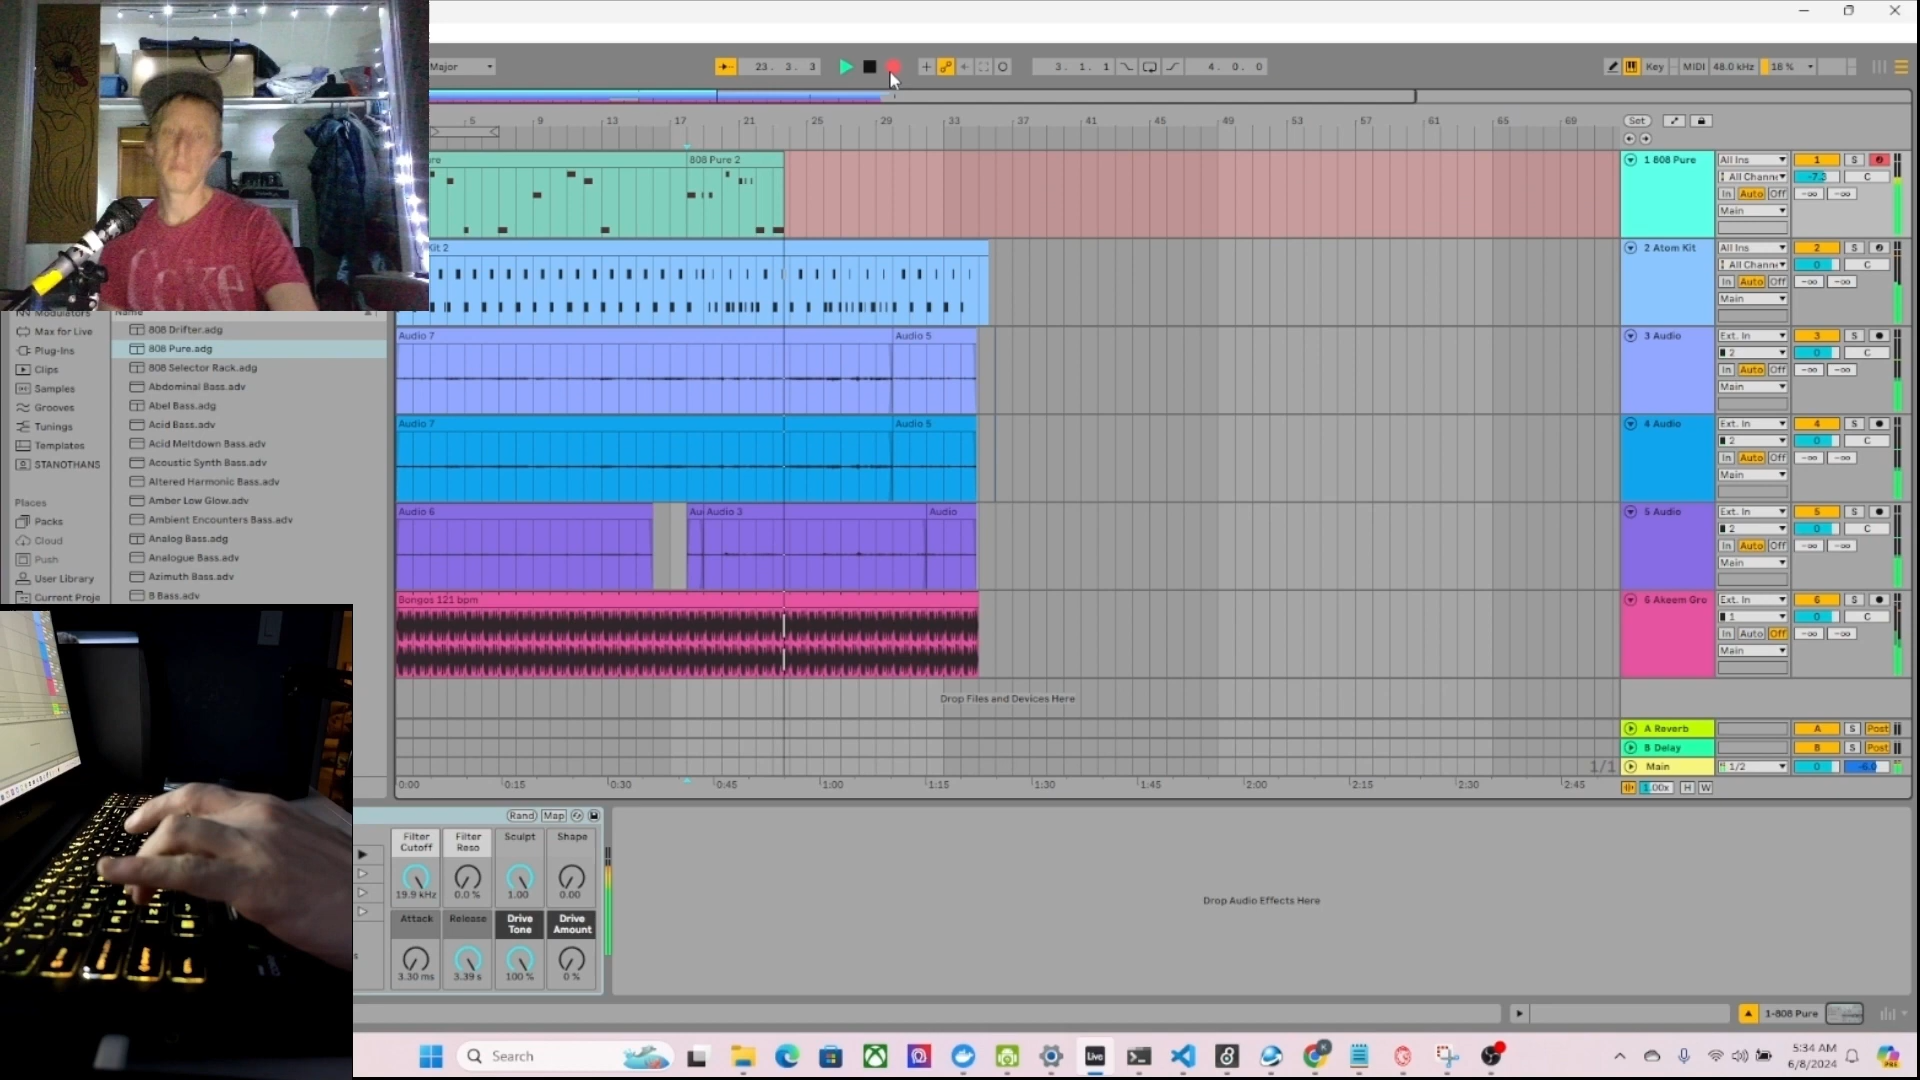 Major
23. 3. 3
3. 1. 1
4. 0. 0
Key
MIDI
48.0 kHz
18 %
5
9
13
17
21
25
29
33
37
41
45
49
53
57
61
65
69
Set
808 Pure 2
1 808 Pure
All Ins
1
S
All Channe
-7.3
C
In Auto Off
-∞ -∞
Main
Kit 2
2 Atom Kit
All Ins
2
S
All Channe
0
C
In Auto Off
-∞ -∞
Main
Audio 7
Audio 5
3 Audio
Ext. In
3
S
2
0
C
In Auto Off
-∞ -∞
Main
Audio 7
Audio 5
4 Audio
Ext. In
4
S
2
0
C
In Auto Off
-∞ -∞
Main
Audio 6
Au
Audio 3
Audio
5 Audio
Ext. In
5
S
2
0
C
In Auto Off
-∞ -∞
Main
Bongos 121 bpm
6 Akeem Gro
Ext. In
6
S
1
0
C
In Auto Off
-∞ -∞
Main
Drop Files and Devices Here
A Reverb
A
S
Post
B Delay
B
S
Post
1/1
Main
1/2
0
-6.0
0:00
0:15
0:30
0:45
1:00
1:15
1:30
1:45
2:00
2:15
2:30
2:45
1.00x
H
W
Modulators
Max for Live
Plug-Ins
Clips
Samples
Grooves
Tunings
Templates
STANOTHANS
Places
Packs
Cloud
Push
User Library
Current Proje
Name
808 Drifter.adg
808 Pure.adg
808 Selector Rack.adg
Abdominal Bass.adv
Abel Bass.adg
Acid Bass.adv
Acid Meltdown Bass.adv
Acoustic Synth Bass.adv
Altered Harmonic Bass.adv
Amber Low Glow.adv
Ambient Encounters Bass.adv
Analog Bass.adg
Analogue Bass.adv
Azimuth Bass.adv
B Bass.adv
Rand
Map
Filter
Cutoff
19.9 kHz
Filter
Reso
0.0 %
Sculpt
1.00
Shape
0.00
Attack
3.30 ms
Release
3.39 s
Drive
Tone
100 %
Drive
Amount
0 %
Drop Audio Effects Here
1-808 Pure
Search
Live
5:34 AM
6/8/2024